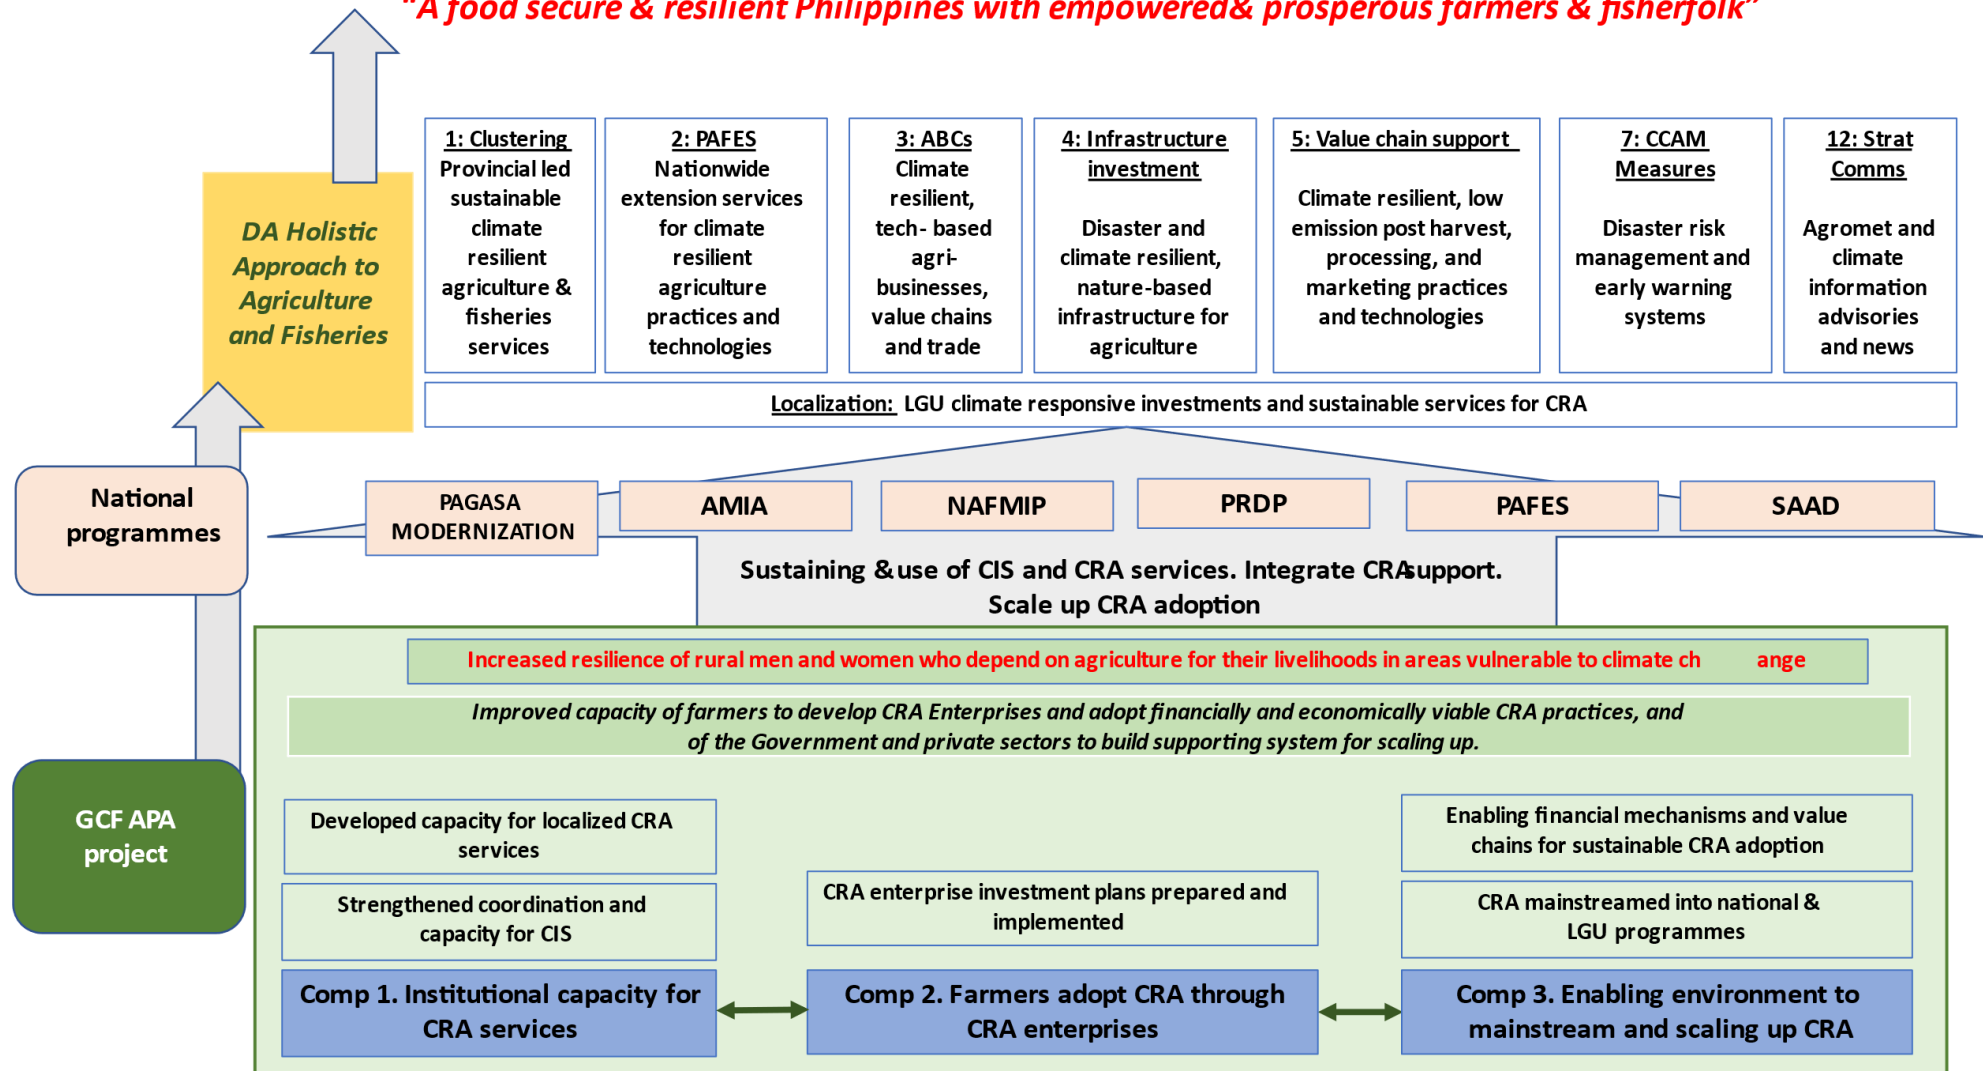 "A food secure & resilient Philippines with empowered& prosperous farmers & fisherfolk"
DA Holistic
Approach to
Agriculture
and Fisheries
1: Clustering
Provincial led
sustainable
climate
resilient
agriculture &
fisheries
services
2: PAFES
Nationwide
extension services
for climate
resilient
agriculture
practices and
technologies
3: ABCs
Climate
resilient,
tech- based
agri-
businesses,
value chains
and trade
4: Infrastructure
investment
Disaster and
climate resilient,
nature-based
infrastructure for
agriculture
5: Value chain support
Climate resilient, low
emission post harvest,
processing, and
marketing practices
and technologies
7: CCAM
Measures
Disaster risk
management and
early warning
systems
12: Strat
Comms
Agromet and
climate
information
advisories
and news
Localization: LGU climate responsive investments and sustainable services for CRA
National
programmes
PAGASA
MODERNIZATION
AMIA
NAFMIP
PRDP
PAFES
SAAD
Sustaining &use of CIS and CRA services. Integrate CRAsupport.
Scale up CRA adoption
Increased resilience of rural men and women who depend on agriculture for their livelihoods in areas vulnerable to climate ch ange
Improved capacity of farmers to develop CRA Enterprises and adopt financially and economically viable CRA practices, and
of the Government and private sectors to build supporting system for scaling up.
GCF APA
project
Developed capacity for localized CRA
services
Strengthened coordination and
capacity for CIS
CRA enterprise investment plans prepared and
implemented
Enabling financial mechanisms and value
chains for sustainable CRA adoption
CRA mainstreamed into national &
LGU programmes
Comp 1. Institutional capacity for
CRA services
Comp 2. Farmers adopt CRA through
CRA enterprises
Comp 3. Enabling environment to
mainstream and scaling up CRA